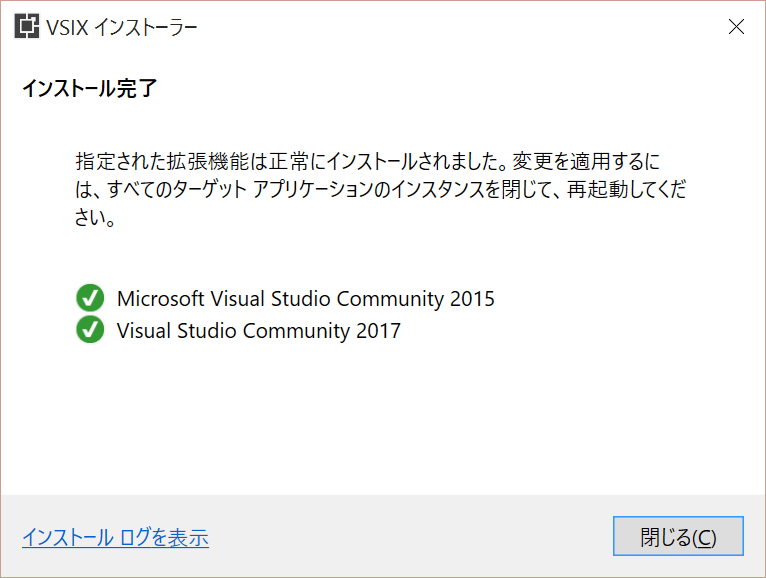 VSIX インストーラー
インストール完了
指定された拡張機能は正常にインストールされました。変更を適用するに
は、すべてのターゲット アプリケーションのインスタンスを閉じて、再起動してくだ
さい。
Microsoft Visual Studio Community 2015
Visual Studio Community 2017
インストール ログを表示
閉じる(C)